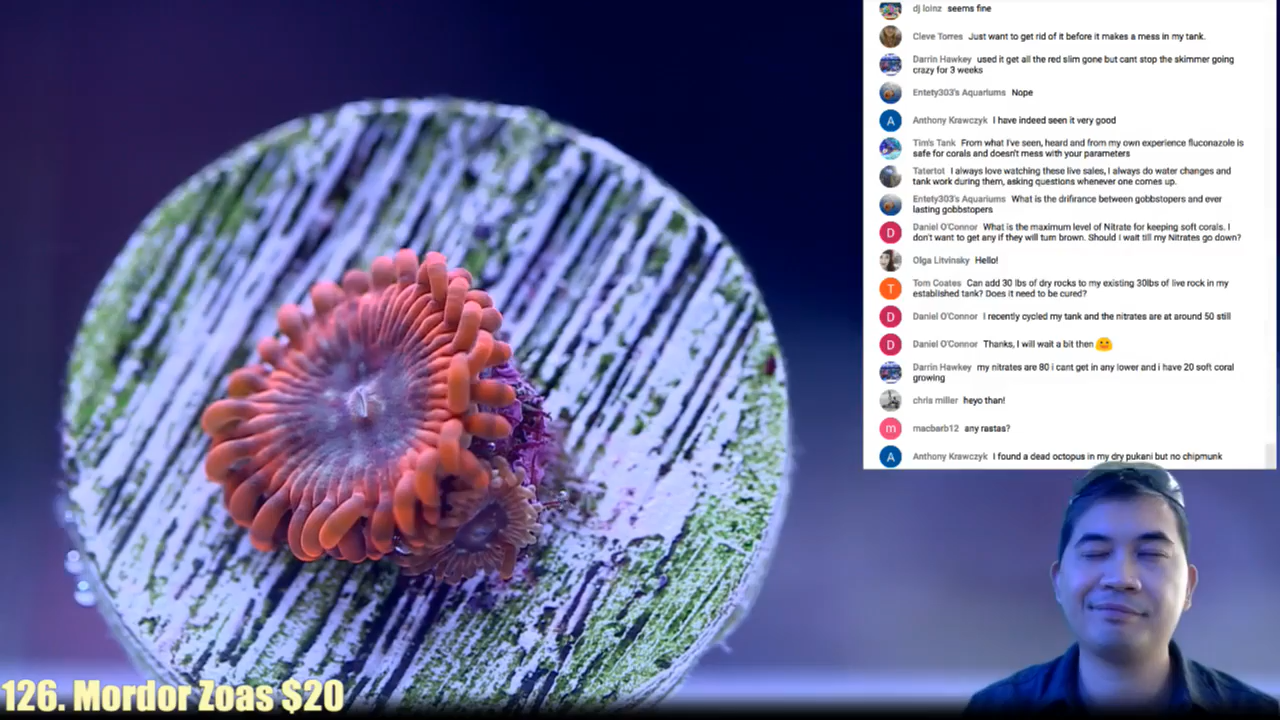 dj loinz seems fine
Cleve Torres Just want to get rid of it before it makes a mess in my tank.
Darrin Hawkey used it get all the red slim gone but cant stop the skimmer going
crazy for 3 weeks
Entety303's Aquariums Nope
A Anthony Krawczyk I have indeed seen it very good
Tim's Tank From what I've seen, heard and from my own experience fluconazole is
safe for corals and doesn't mess with your parameters
Tatertot I always love watching these live sales, I always do water changes and
tank work during them, asking questions whenever one comes up.
Entety303's Aquariums What is the drifirance between gobbstopers and ever
lasting gobbstopers
D Daniel O'Connor What is the maximum level of Nitrate for keeping soft corals. I
don't want to get any if they will turn brown. Should I wait till my Nitrates go down?
Olga Litvinsky Hello!
T Tom Coates Can add 30 lbs of dry rocks to my existing 30lbs of live rock in my
established tank? Does it need to be cured?
D Daniel O'Connor I recently cycled my tank and the nitrates are at around 50 still
D Daniel O'Connor Thanks, I will wait a bit then
Darrin Hawkey my nitrates are 80 i cant get in any lower and i have 20 soft coral
growing
chris miller heyo than!
m macbarb12 any rastas?
A Anthony Krawczyk I found a dead octopus in my dry pukani but no chipmunk
126. Mordor Zoas $20